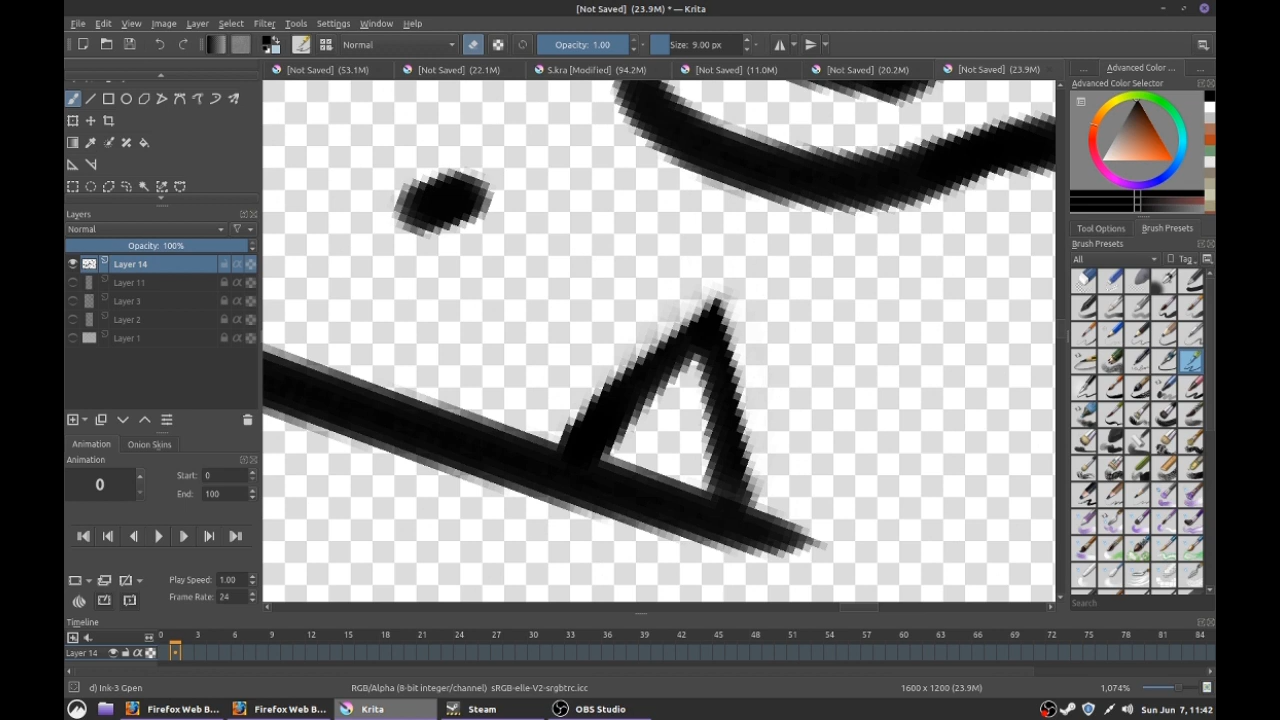 [Not Saved] (23.9M) * — Krita
File Edit View Image Layer Select Filter Tools Settings Window Help
Normal Opacity: 1.00 Size: 9.00 px
[Not Saved] (53.1M) [Not Saved] (22.1M) S.kra [Modified] (94.2M) [Not Saved] (11.0M) [Not Saved] (20.2M) [Not Saved] (23.9M) ... Advanced Color ... ...
Advanced Color Selector
Layers
Normal
Opacity: 100%
Layer 14
Layer 11
Layer 3
Layer 2
Layer 1
Tool Options Brush Presets
Brush Presets
All Tag
Search
Animation Onion Skins
Animation
0
Start: 0
End: 100
Play Speed: 1.00
Frame Rate: 24
Timeline
0 3 6 9 12 15 18 21 24 27 30 33 36 39 42 45 48 51 54 57 60 63 66 69 72 75 78 81 84
Layer 14
d) Ink-3 Gpen RGB/Alpha (8-bit integer/channel) sRGB-elle-V2-srgbtrc.icc 1600 x 1200 (23.9M) 1,074%
Firefox Web B... Firefox Web B... Krita Steam OBS Studio Sun Jun 7, 11:42